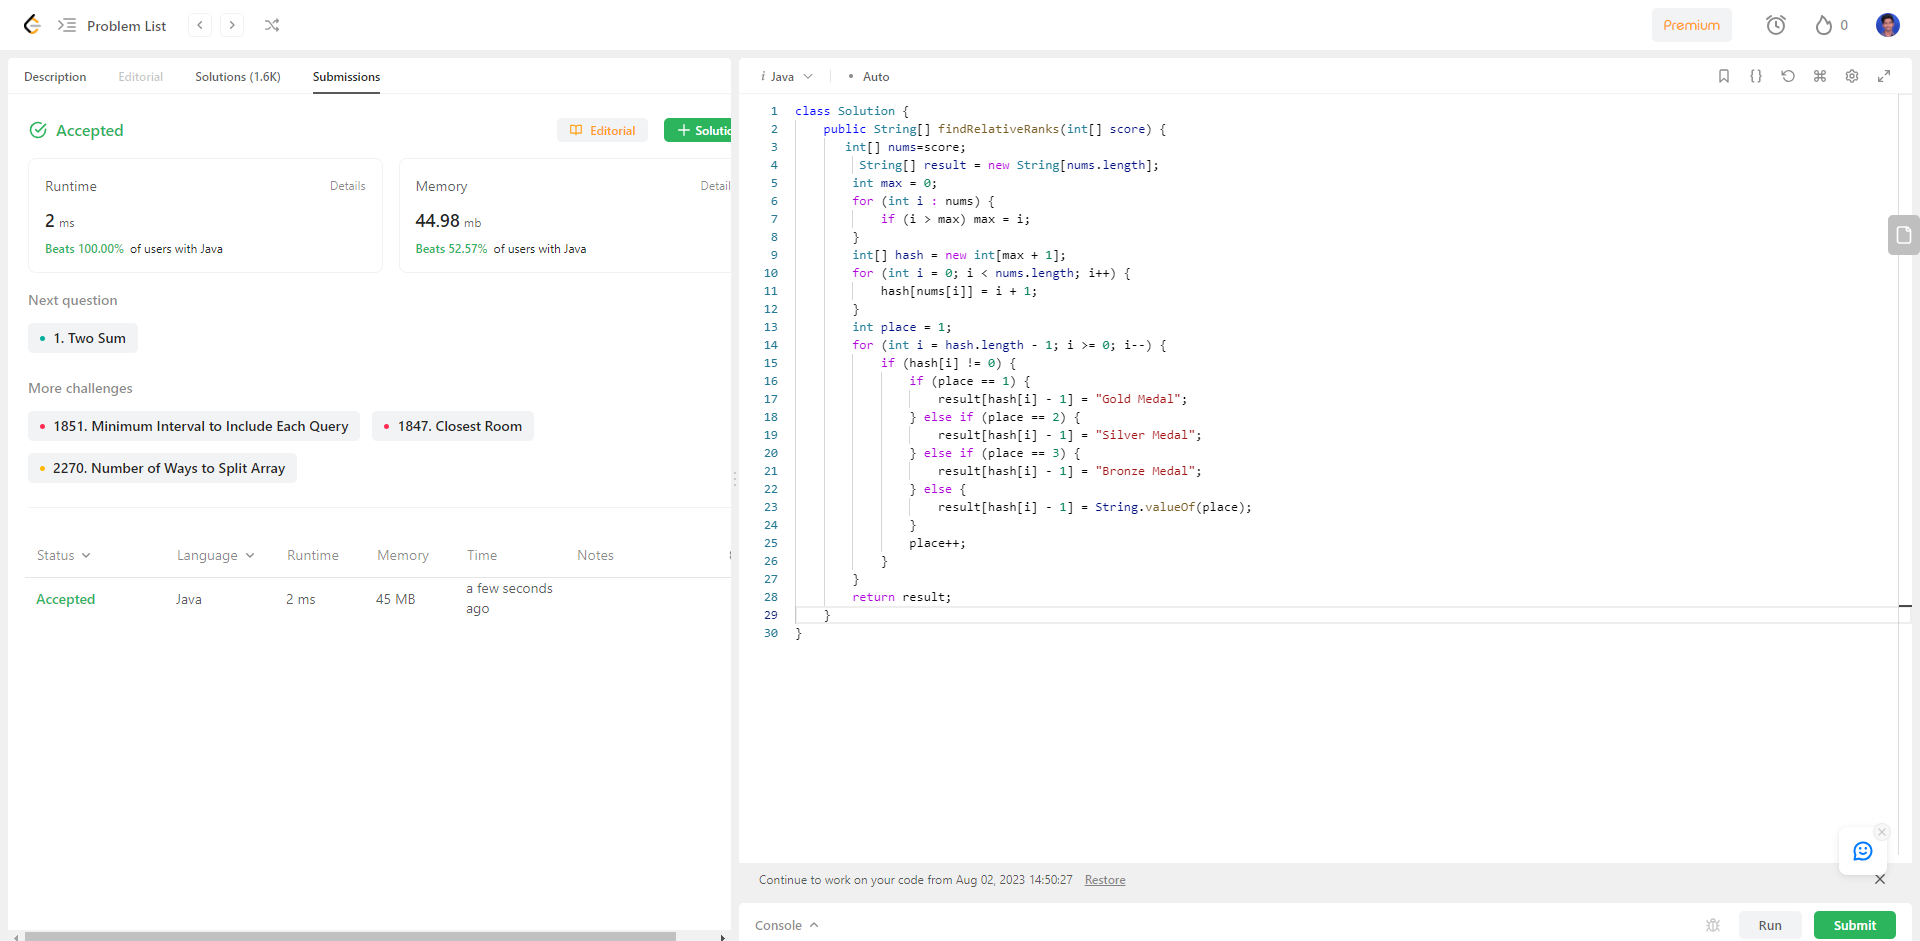 Problem List
Premium
0
Description Editorial Solutions (1.6K) Submissions
Accepted
Editorial
Solutio
Runtime Details
2 ms
Beats 100.00% of users with Java
Memory Detail
44.98 mb
Beats 52.57% of users with Java
Next question
1. Two Sum
More challenges
1851. Minimum Interval to Include Each Query
1847. Closest Room
2270. Number of Ways to Split Array
Status Language Runtime Memory Time Notes
Accepted Java 2 ms 45 MB a few seconds
ago
i Java • Auto
1 class Solution {
2 public String[] findRelativeRanks(int[] score) {
3 int[] nums=score;
4 String[] result = new String[nums.length];
5 int max = 0;
6 for (int i : nums) {
7 if (i > max) max = i;
8 }
9 int[] hash = new int[max + 1];
10 for (int i = 0; i < nums.length; i++) {
11 hash[nums[i]] = i + 1;
12 }
13 int place = 1;
14 for (int i = hash.length - 1; i >= 0; i--) {
15 if (hash[i] != 0) {
16 if (place == 1) {
17 result[hash[i] - 1] = "Gold Medal";
18 } else if (place == 2) {
19 result[hash[i] - 1] = "Silver Medal";
20 } else if (place == 3) {
21 result[hash[i] - 1] = "Bronze Medal";
22 } else {
23 result[hash[i] - 1] = String.valueOf(place);
24 }
25 place++;
26 }
27 }
28 return result;
29 }
30 }
Continue to work on your code from Aug 02, 2023 14:50:27 Restore
Console
Run
Submit